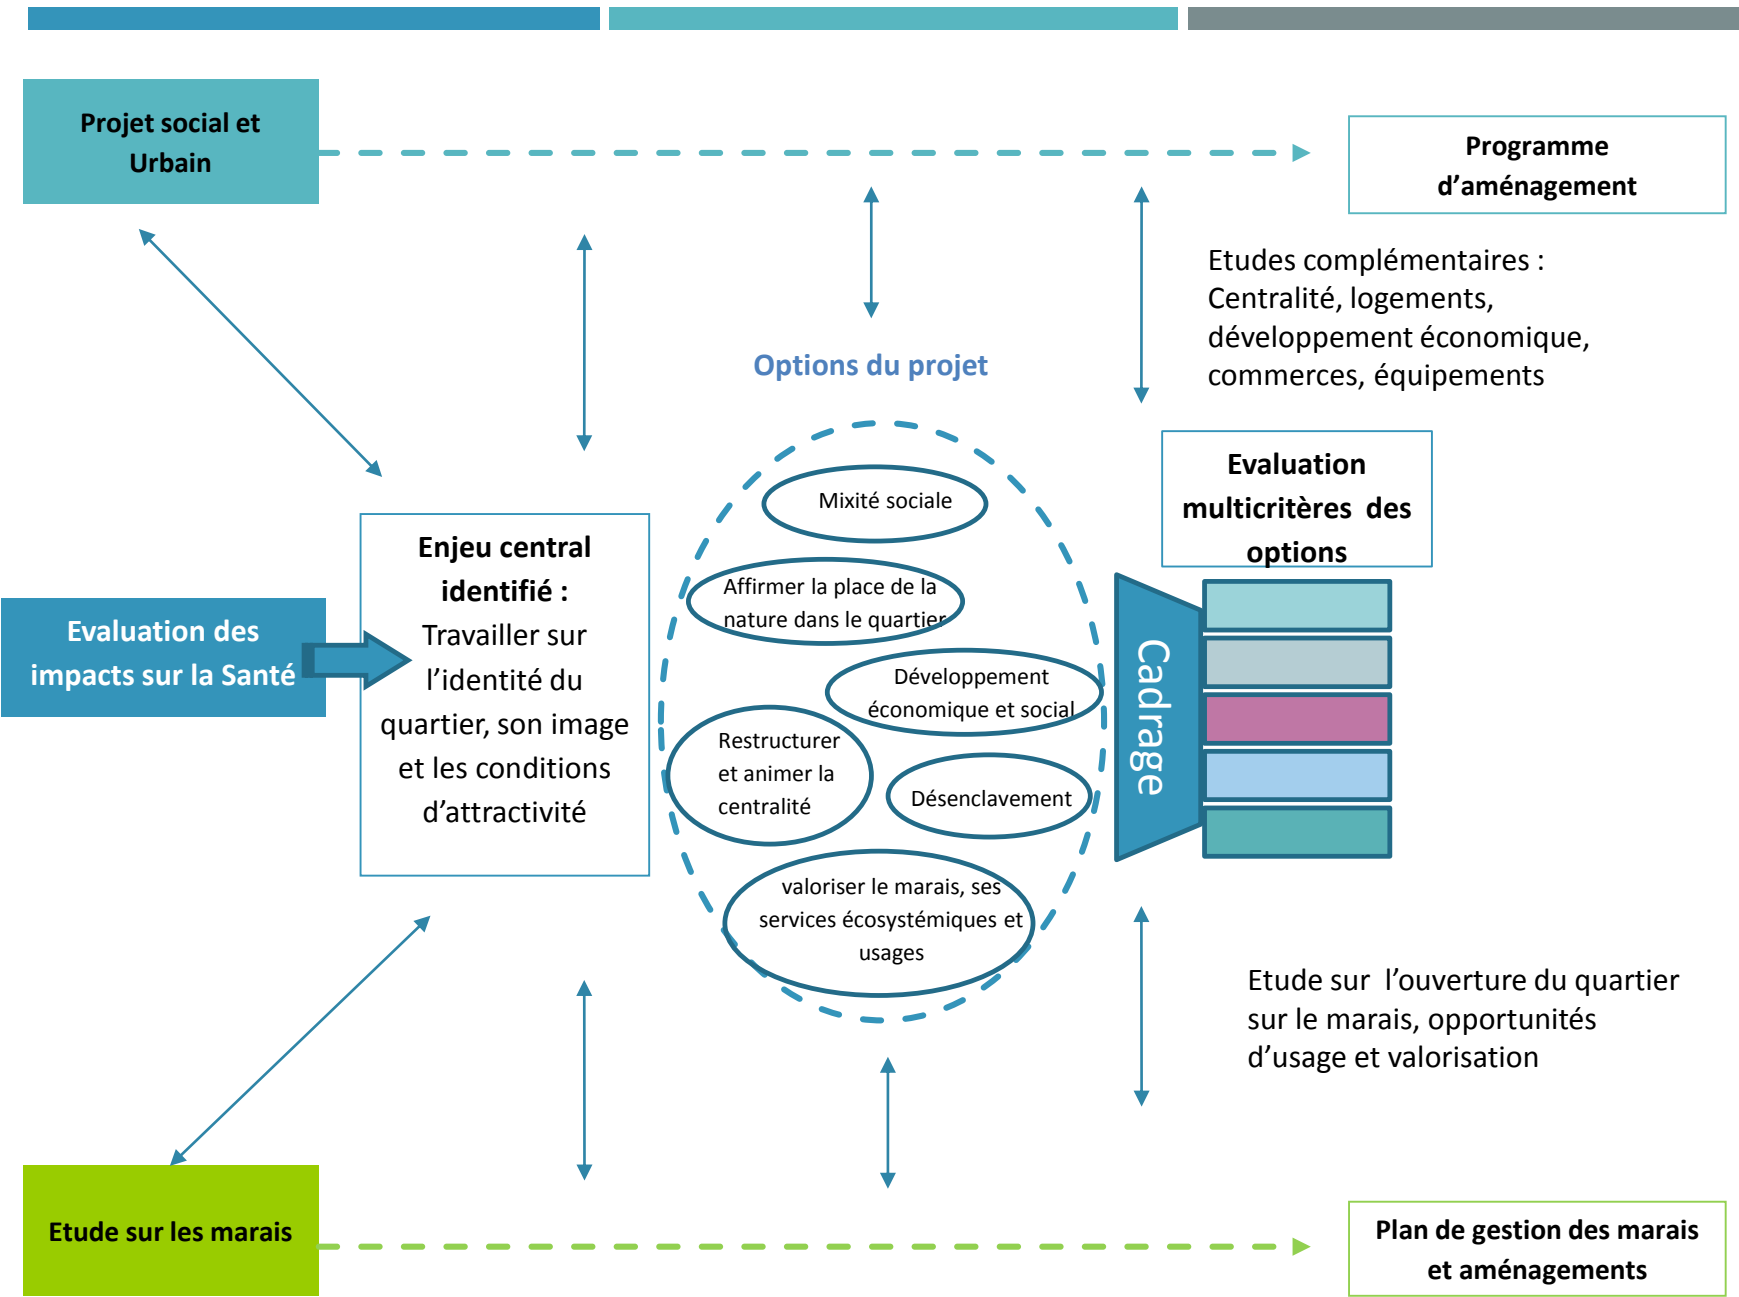 Projet social et
Urbain
Programme
d’aménagement
Etudes complémentaires :
Centralité, logements,
développement économique,
commerces, équipements
Options du projet
Evaluation
multicritères des
options
Mixité sociale
Enjeu central
identifié :
Travailler sur
l’identité du
quartier, son image
et les conditions
d’attractivité
Affirmer la place de la
nature dans le quartier
Evaluation des
impacts sur la Santé
Développement
économique et social
Cadrage
Restructurer
et animer la
centralité
Désenclavement
valoriser le marais, ses
services écosystémiques et
usages
Etude sur l’ouverture du quartier
sur le marais, opportunités
d’usage et valorisation
Etude sur les marais
Plan de gestion des marais
et aménagements